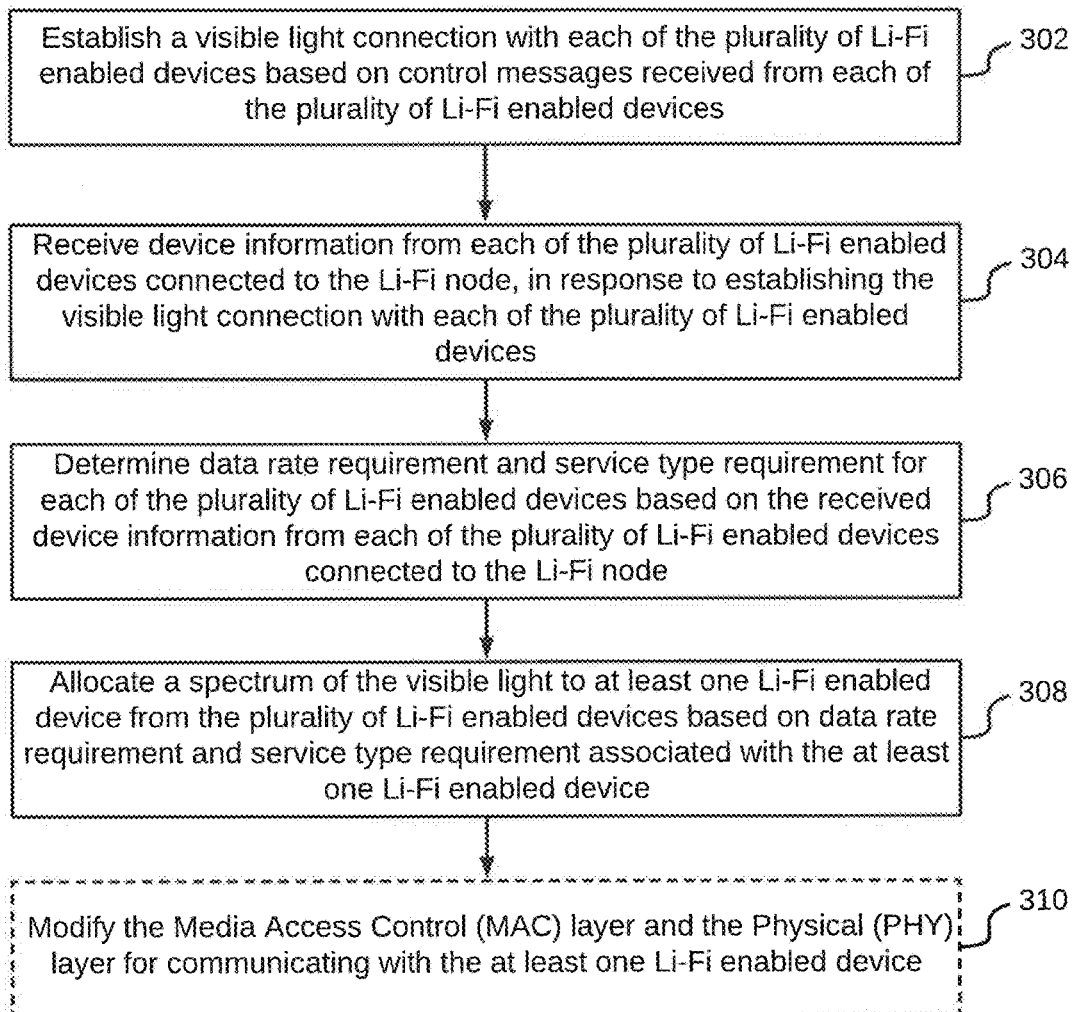 Establish a visible light connection with each of the plurality of Li-Fi
enabled devices based on control messages received from each of
the plurality of Li-Fi enabled devices
302
Receive device information from each of the plurality of Li-Fi enabled
devices connected to the Li-Fi node, in response to establishing the
visible light connection with each of the plurality of Li-Fi enabled
devices
304
Determine data rate requirement and service type requirement for
each of the plurality of Li-Fi enabled devices based on the received
device information from each of the plurality of Li-Fi enabled devices
connected to the Li-Fi node
306
Allocate a spectrum of the visible light to at least one Li-Fi enabled
device from the plurality of Li-Fi enabled devices based on data rate
requirement and service type requirement associated with the at least
one Li-Fi enabled device
308
Modify the Media Access Control (MAC) layer and the Physical (PHY)
layer for communicating with the at least one Li-Fi enabled device
310